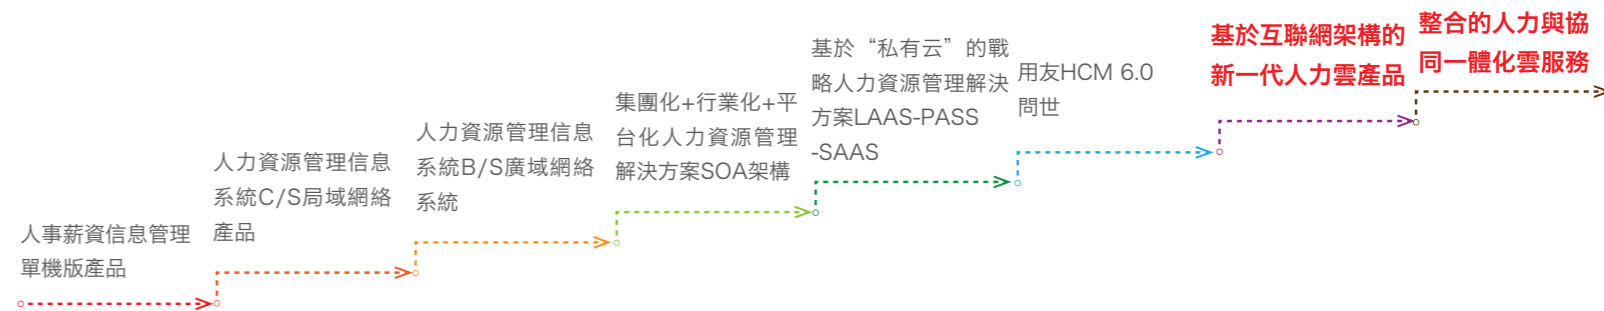 人事薪資信息管理
單機版產品
人力資源管理信息
系統C/S局域網絡
產品
人力資源管理信息
系統B/S廣域網絡
系統
集團化+行業化+平
台化人力資源管理
解決方案SOA架構
基於“私有云”的戰
略人力資源管理解決
方案LAAS-PASS
-SAAS
用友HCM 6.0
問世
基於互聯網架構的
新一代人力雲產品
整合的人力與協
同一體化雲服務